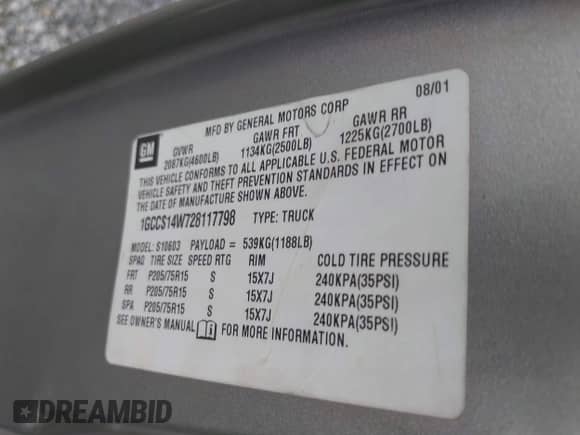 08/01
MFD BY GENERAL MOTORS CORP
GM
GVWR GAWR FRT GAWR RR
2087KG(4600LB) 1134KG(2500LB) 1225KG(2700LB)
THIS VEHICLE CONFORMS TO ALL APPLICABLE U.S. FEDERAL MOTOR
VEHICLE SAFETY AND THEFT PREVENTION STANDARDS IN EFFECT ON
THE DATE OF MANUFACTURE SHOWN ABOVE.
1GCCS14W728117798 TYPE: TRUCK
MODEL: S10603 PAYLOAD = 539KG(1188LB)
SPAQ TIRE SIZE SPEED RTG RIM COLD TIRE PRESSURE
FRT P205/75R15 S 15X7J 240KPA(35PSI)
RR P205/75R15 S 15X7J 240KPA(35PSI)
SPA P205/75R15 S 15X7J 240KPA(35PSI)
SEE OWNER'S MANUAL FOR MORE INFORMATION.
DREAMBID